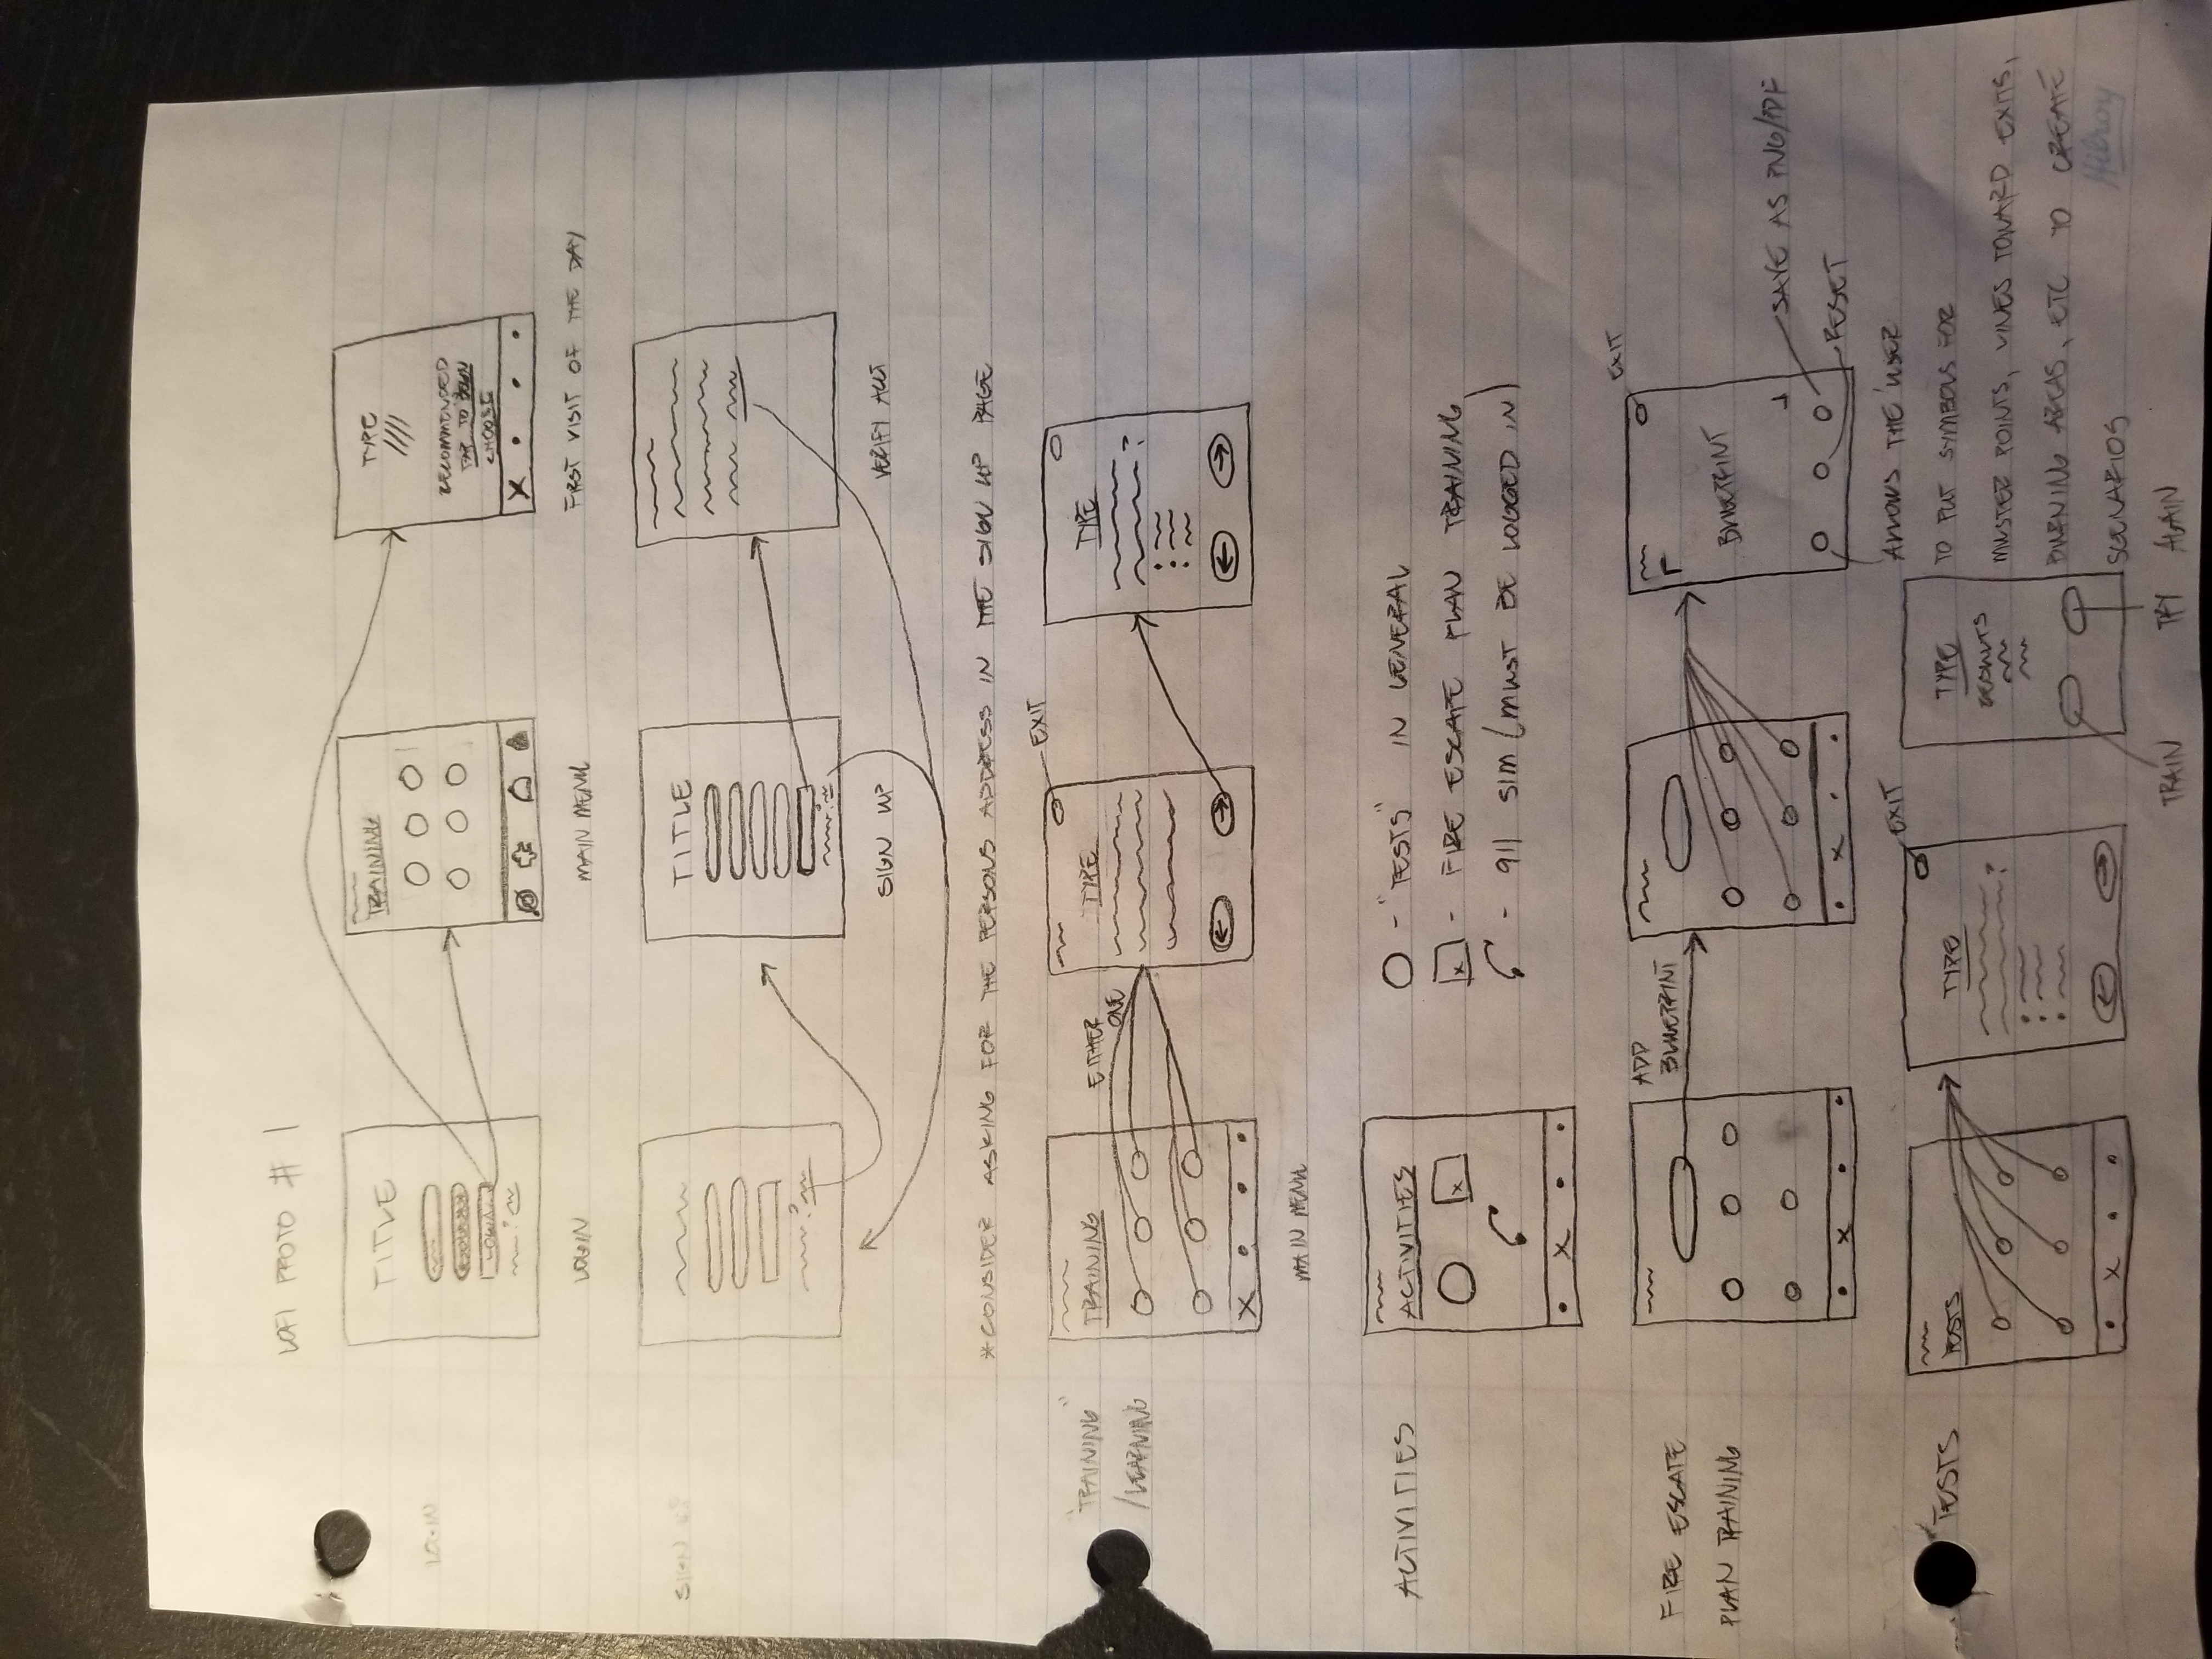 LOFI PROTO # 1
LOGIN
TITLE
LOGIN
LOGIN
TRAINING
MAIN MENU
TYPE
RECOMMENDED
TAP TO BEGIN
CHOOSE
FIRST VISIT OF THE DAY
SIGN UP
TITLE
SIGN UP
VERIFY ACCT
*CONSIDER ASKING FOR THE PERSONS ADDRESS IN THE SIGN UP PAGE
"TRAINING"
/LEARNING
TRAINING
MAIN MENU
EITHER
ONE
EXIT
TYPE
TYPE
ACTIVITIES
ACTIVITIES
- "TESTS" IN GENERAL
x - FIRE ESCAPE PLAN TRAINING
- 911 SIM (MUST BE LOGGED IN)
FIRE ESCAPE
PLAN TRAINING
ADD
BLUEPRINT
EXIT
BLUEPRINT
SAVE AS PNG/PDF
RESET
ALLOWS THE USER
TO PUT SYMBOLS FOR
MUSTER POINTS, LINES TOWARD EXITS,
BURNING AREAS, ETC TO CREATE
SCENARIOS
TESTS
TESTS
EXIT
TYPE
TYPE
RESULTS
TRAIN
TRY AGAIN
Hilroy